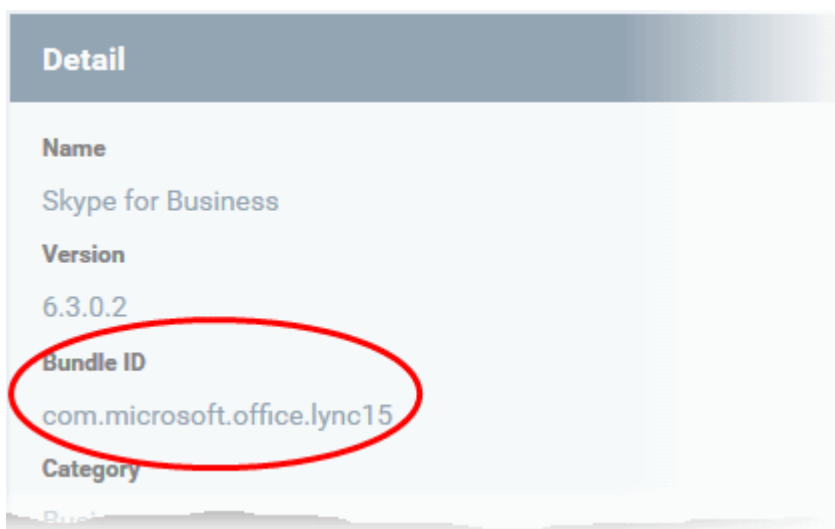 Detail
Name
Skype for Business
Version
6.3.0.2
Bundle ID
com.microsoft.office.lync15
Category